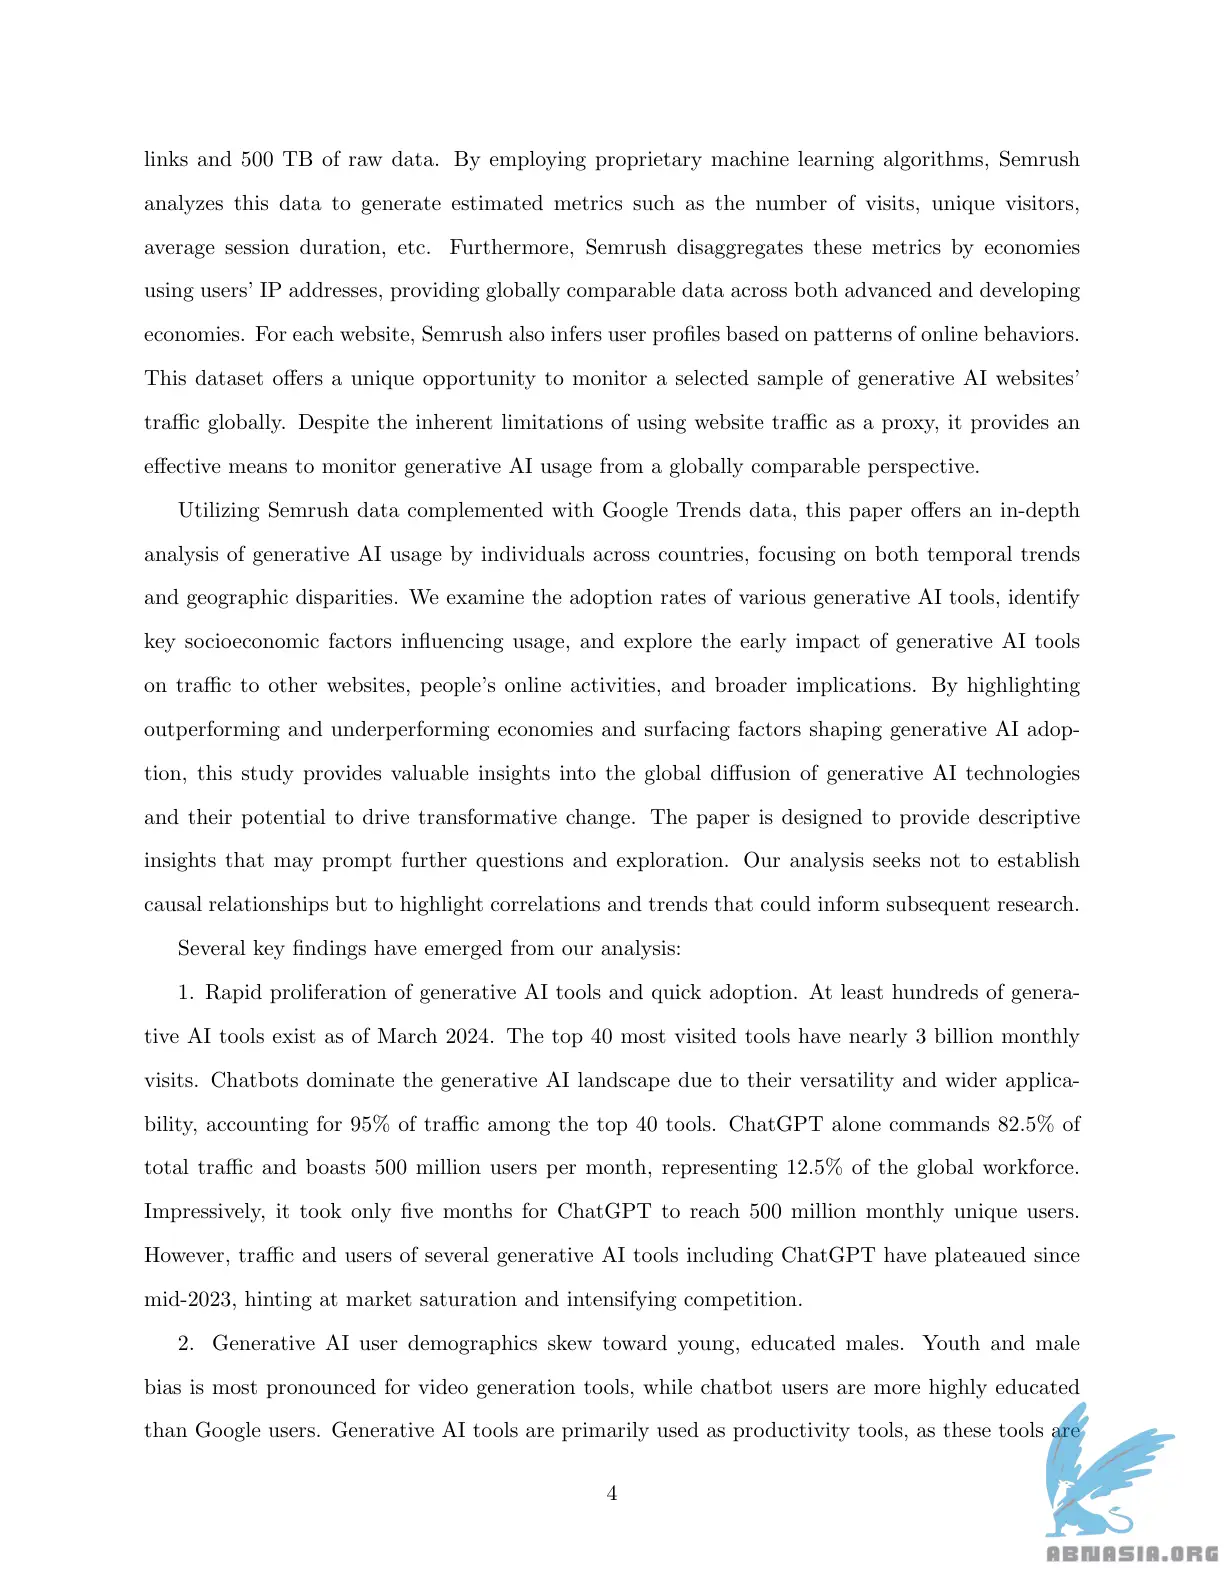 links and 500 TB of raw data. By employing proprietary machine learning algorithms, Semrush
analyzes this data to generate estimated metrics such as the number of visits, unique visitors,
average session duration, etc. Furthermore, Semrush disaggregates these metrics by economies
using users’ IP addresses, providing globally comparable data across both advanced and developing
economies. For each website, Semrush also infers user profiles based on patterns of online behaviors.
This dataset offers a unique opportunity to monitor a selected sample of generative AI websites’
traffic globally. Despite the inherent limitations of using website traffic as a proxy, it provides an
effective means to monitor generative AI usage from a globally comparable perspective.
Utilizing Semrush data complemented with Google Trends data, this paper offers an in-depth
analysis of generative AI usage by individuals across countries, focusing on both temporal trends
and geographic disparities. We examine the adoption rates of various generative AI tools, identify
key socioeconomic factors influencing usage, and explore the early impact of generative AI tools
on traffic to other websites, people’s online activities, and broader implications. By highlighting
outperforming and underperforming economies and surfacing factors shaping generative AI adop-
tion, this study provides valuable insights into the global diffusion of generative AI technologies
and their potential to drive transformative change. The paper is designed to provide descriptive
insights that may prompt further questions and exploration. Our analysis seeks not to establish
causal relationships but to highlight correlations and trends that could inform subsequent research.
Several key findings have emerged from our analysis:
1. Rapid proliferation of generative AI tools and quick adoption. At least hundreds of genera-
tive AI tools exist as of March 2024. The top 40 most visited tools have nearly 3 billion monthly
visits. Chatbots dominate the generative AI landscape due to their versatility and wider applica-
bility, accounting for 95% of traffic among the top 40 tools. ChatGPT alone commands 82.5% of
total traffic and boasts 500 million users per month, representing 12.5% of the global workforce.
Impressively, it took only five months for ChatGPT to reach 500 million monthly unique users.
However, traffic and users of several generative AI tools including ChatGPT have plateaued since
mid-2023, hinting at market saturation and intensifying competition.
2. Generative AI user demographics skew toward young, educated males. Youth and male
bias is most pronounced for video generation tools, while chatbot users are more highly educated
than Google users. Generative AI tools are primarily used as productivity tools, as these tools are
4
ABNASIA.ORG